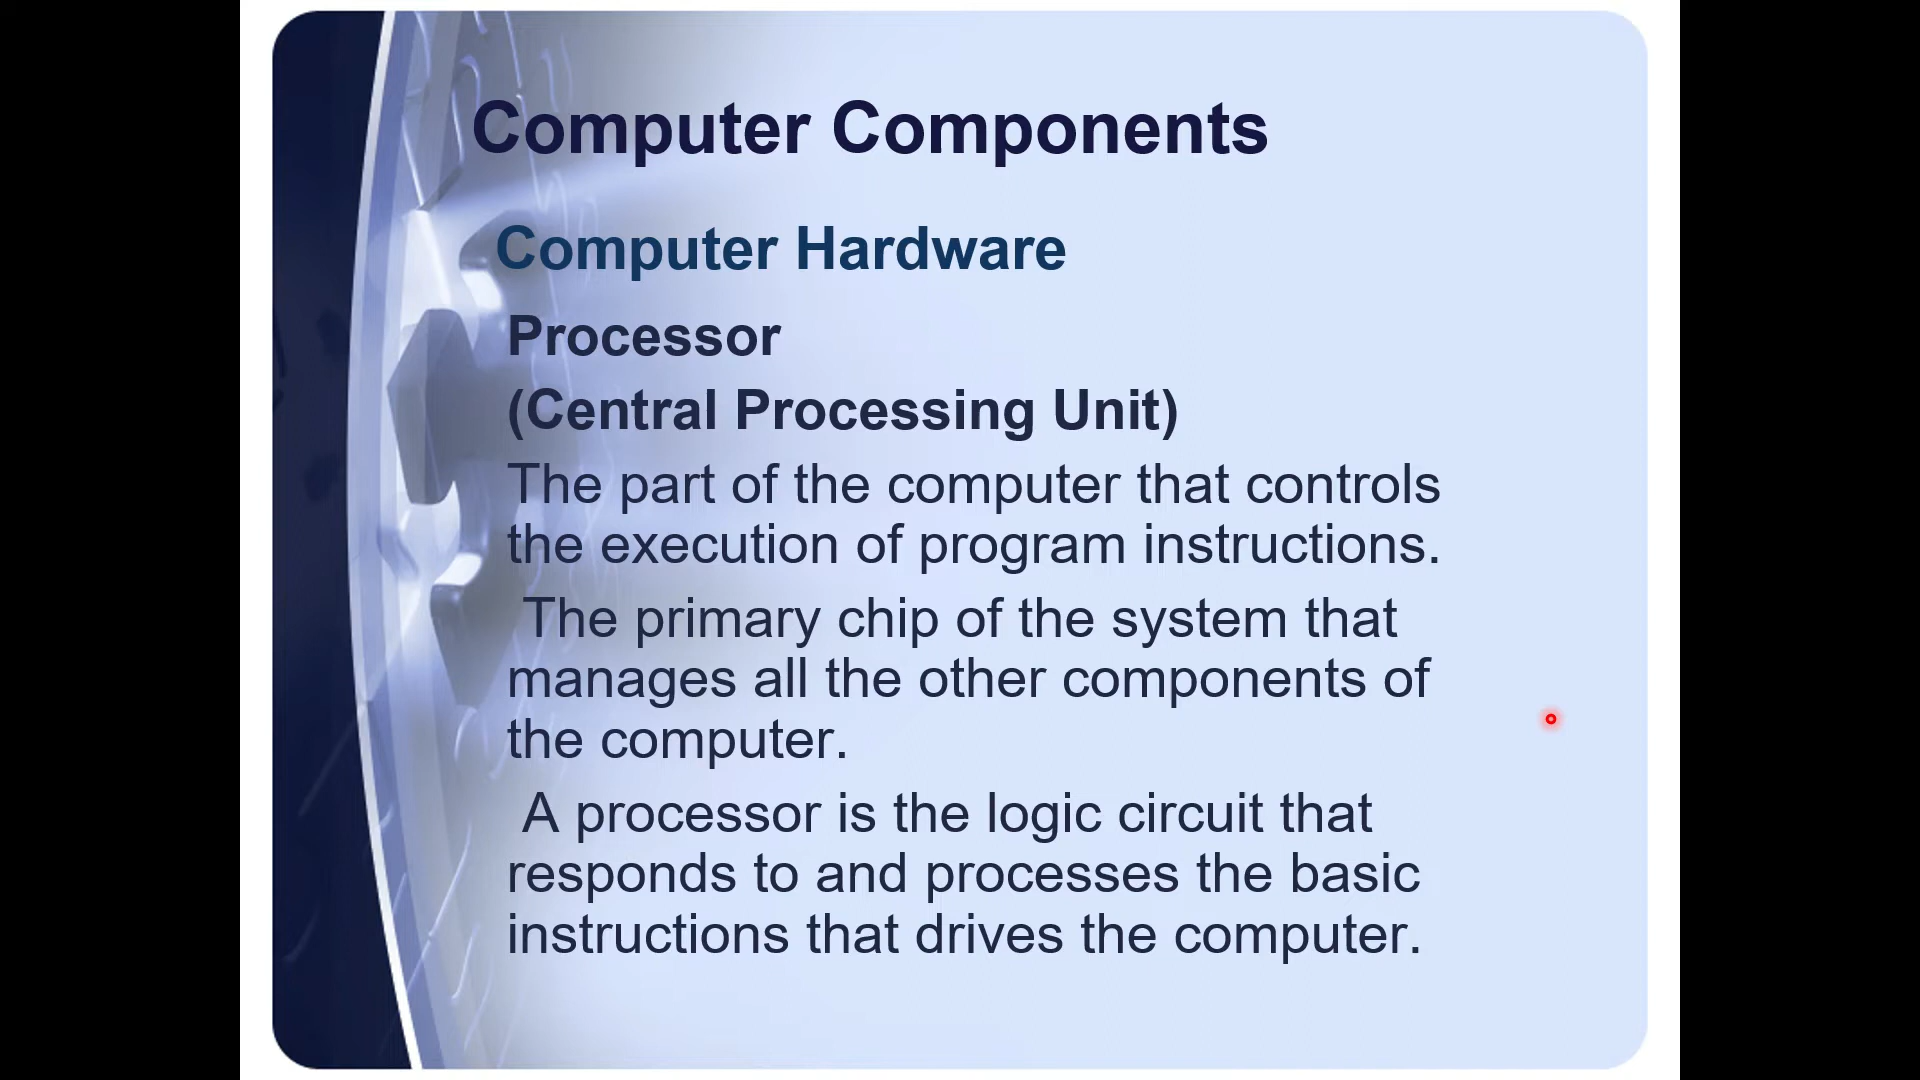 Computer Components
Computer Hardware
Processor
(Central Processing Unit)
The part of the computer that controls
the execution of program instructions.
The primary chip of the system that
manages all the other components of
the computer.
A processor is the logic circuit that
responds to and processes the basic
instructions that drives the computer.